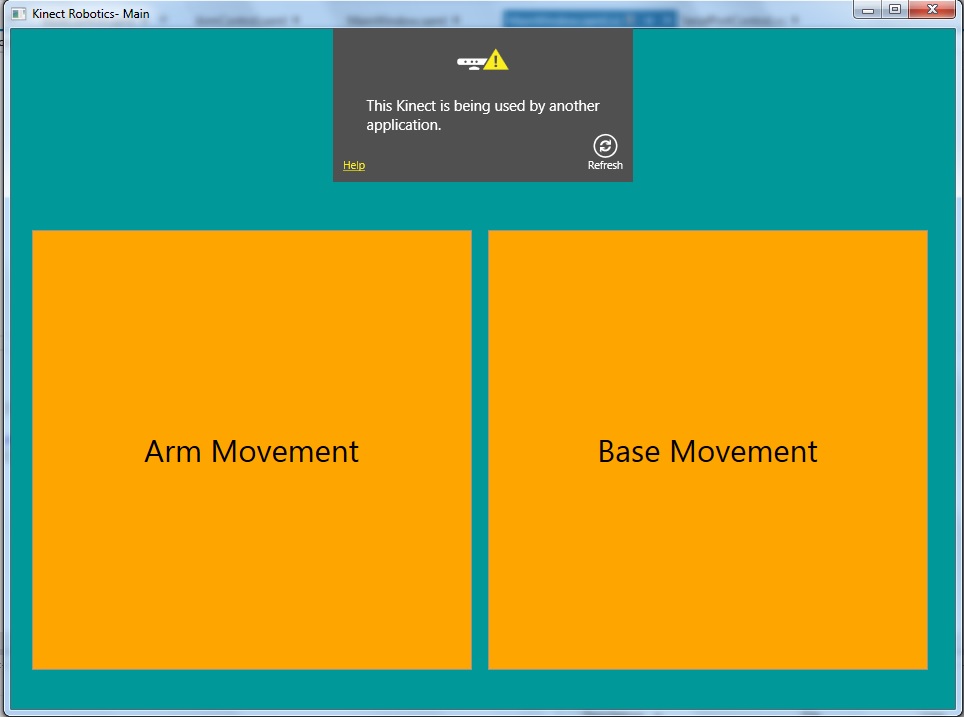 Kinect Robotics- Main
This Kinect is being used by another
application.
Help
Refresh
Arm Movement
Base Movement